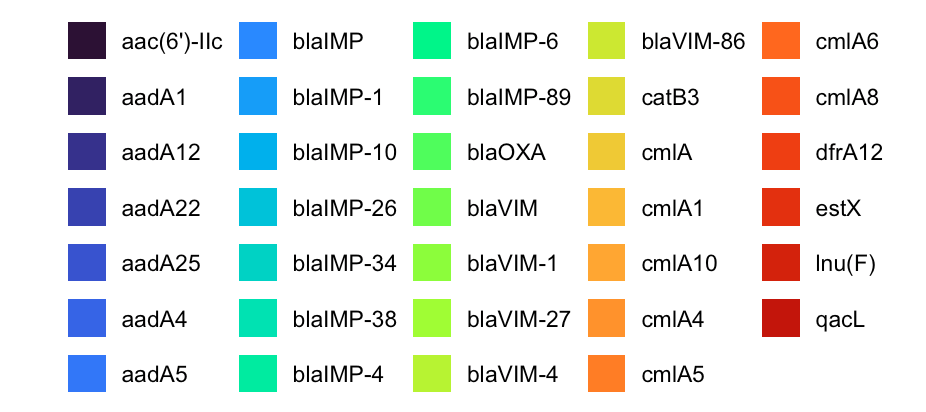 aac(6')-IIc
aadA1
aadA12
aadA22
aadA25
aadA4
aadA5
blaIMP
blaIMP-1
blaIMP-10
blaIMP-26
blaIMP-34
blaIMP-38
blaIMP-4
blaIMP-6
blaIMP-89
blaOXA
blaVIM
blaVIM-1
blaVIM-27
blaVIM-4
blaVIM-86
catB3
cmlA
cmlA1
cmlA10
cmlA4
cmlA5
cmlA6
cmlA8
dfrA12
estX
lnu(F)
qacL